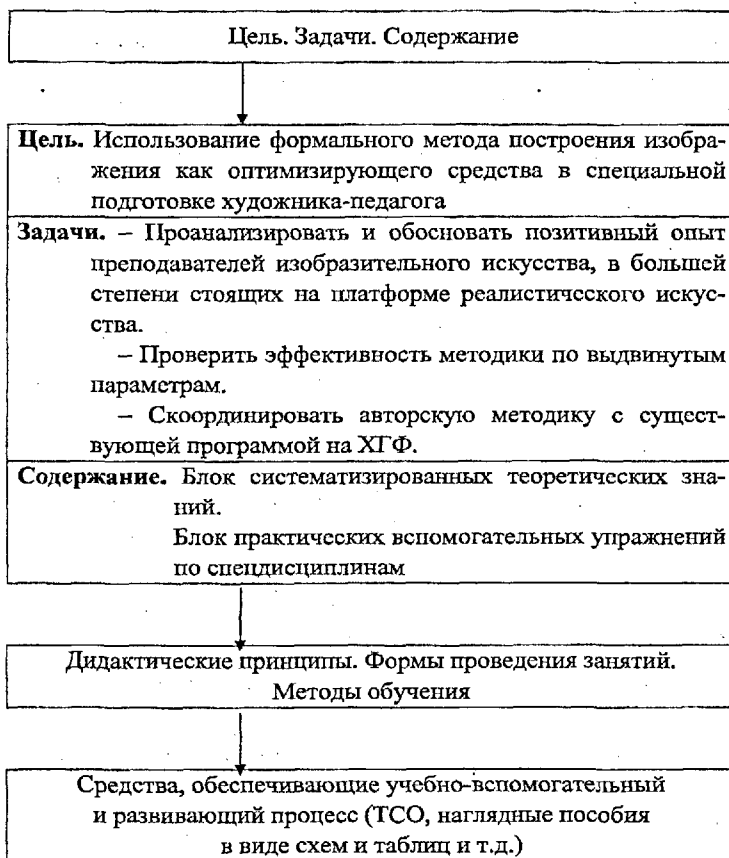 Цель. Задачи. Содержание
Цель. Использование формального метода построения изобра-
жения как оптимизирующего средства в специальной
подготовке художника-педагога
Задачи. – Проанализировать и обосновать позитивный опыт
преподавателей изобразительного искусства, в большей
степени стоящих на платформе реалистического искус-
ства.
– Проверить эффективность методики по выдвинутым
параметрам.
– Скоординировать авторскую методику с сущест-
вующей программой на ХГФ.
Содержание. Блок систематизированных теоретических зна-
ний.
Блок практических вспомогательных упражнений
по спецдисциплинам
Дидактические принципы. Формы проведения занятий.
Методы обучения
Средства, обеспечивающие учебно-вспомогательный
и развивающий процесс (ТСО, наглядные пособия
в виде схем и таблиц и т.д.)